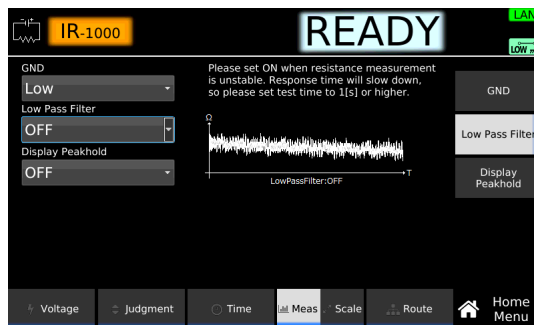 IR-1000
READY
LAN
LOW
GND
Low
Low Pass Filter
OFF
Display Peakhold
OFF
Please set ON when resistance measurement
is unstable. Response time will slow down,
so please set test time to 1[s] or higher.
Ω
T
LowPassFilter:OFF
GND
Low Pass Filter
Display
Peakhold
Voltage
Judgment
Time
Meas
Scale
Route
Home
Menu